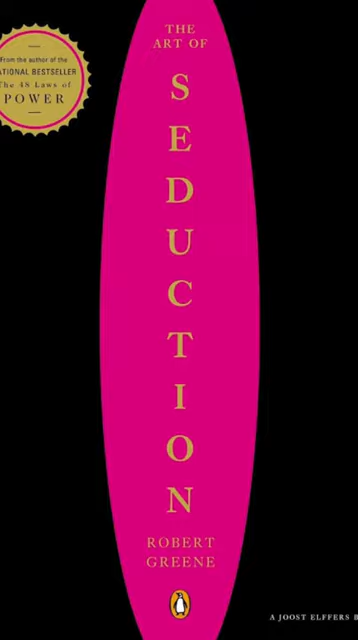 From the author of the
NATIONAL BESTSELLER
The 48 Laws of
POWER
THE
ART OF
SEDUCTION
ROBERT
GREENE
A JOOST ELFFERS B